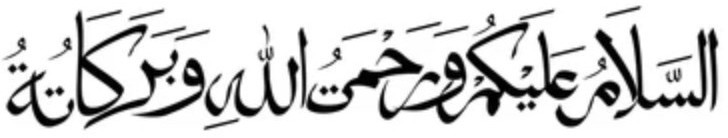 السَّلَامُ عَلَيْكُمْ وَرَحْمَتُ اللهِ وَبَرَكَاتُةُ